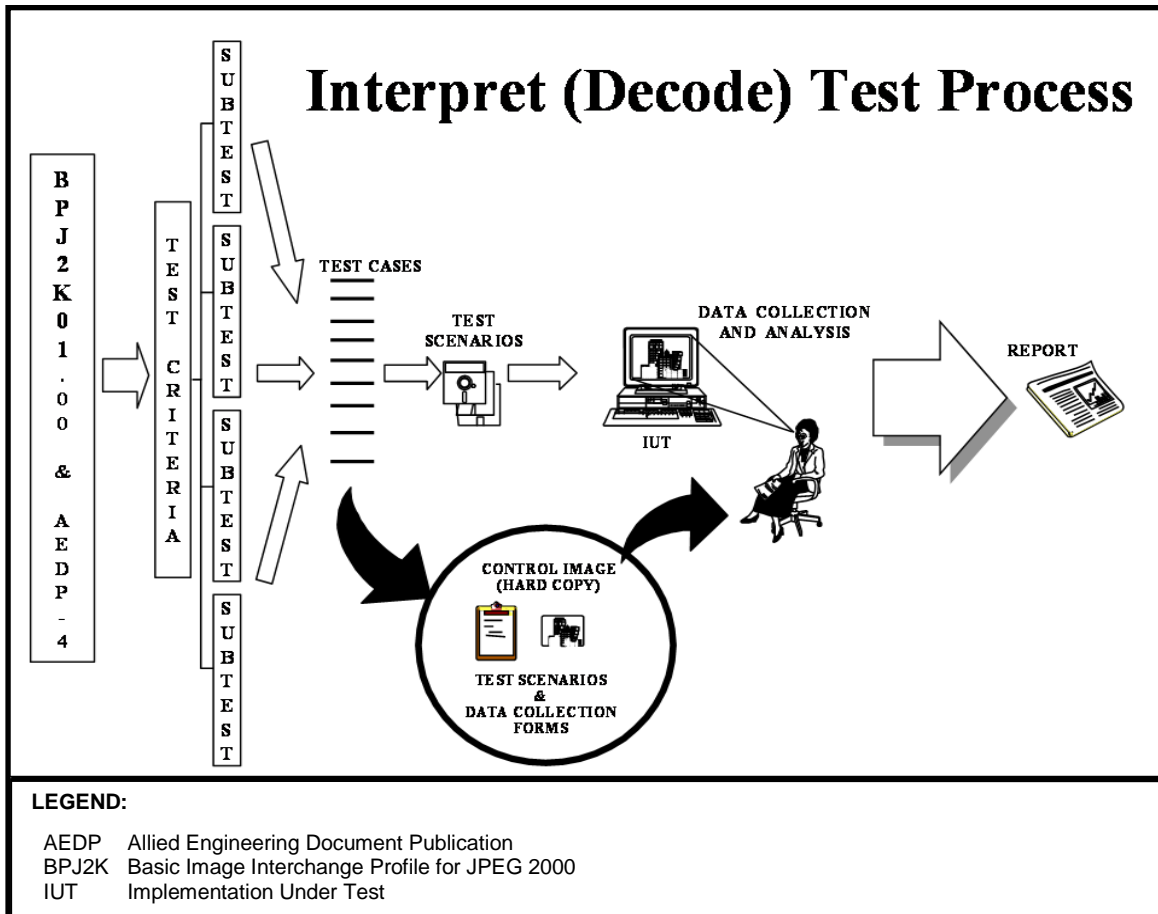 Interpret (Decode) Test Process
BPJ2K01.00 & AEDP-4
TEST CRITERIA
SUBTEST
SUBTEST
SUBTEST
SUBTEST
TEST CASES
TEST
SCENARIOS
IUT
DATA COLLECTION
AND ANALYSIS
REPORT
CONTROL IMAGE
(HARD COPY)
TEST SCENARIOS
&
DATA COLLECTION
FORMS
LEGEND:
AEDP Allied Engineering Document Publication
BPJ2K Basic Image Interchange Profile for JPEG 2000
IUT Implementation Under Test